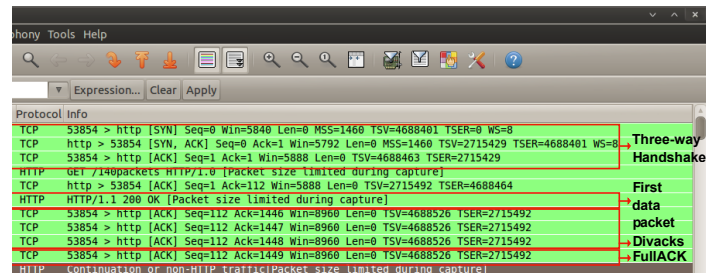 phony Tools Help
Expression... Clear Apply
Protocol Info
TCP 53854 > http [SYN] Seq=0 Win=5840 Len=0 MSS=1460 TSV=4688401 TSER=0 WS=8
TCP http > 53854 [SYN, ACK] Seq=0 Ack=1 Win=5792 Len=0 MSS=1460 TSV=2715429 TSER=4688401 WS=8
TCP 53854 > http [ACK] Seq=1 Ack=1 Win=5888 Len=0 TSV=4688463 TSER=2715429
Three-way
Handshake
HTTP GET /140packets HTTP/1.0 [Packet size limited during capture]
TCP http > 53854 [ACK] Seq=1 Ack=112 Win=5888 Len=0 TSV=2715492 TSER=4688464
HTTP HTTP/1.1 200 OK [Packet size limited during capture]
First
data
packet
TCP 53854 > http [ACK] Seq=112 Ack=1446 Win=8960 Len=0 TSV=4688526 TSER=2715492
TCP 53854 > http [ACK] Seq=112 Ack=1447 Win=8960 Len=0 TSV=4688526 TSER=2715492
TCP 53854 > http [ACK] Seq=112 Ack=1448 Win=8960 Len=0 TSV=4688526 TSER=2715492
Divacks
TCP 53854 > http [ACK] Seq=112 Ack=1449 Win=8960 Len=0 TSV=4688526 TSER=2715492
FullACK
HTTP Continuation or non-HTTP traffic[Packet size limited during capture]